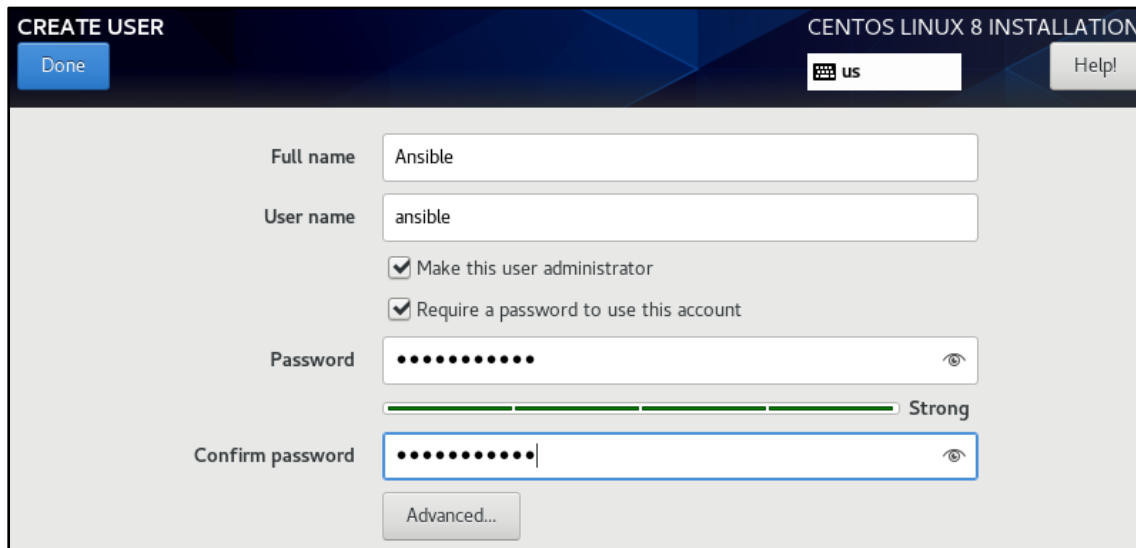 CREATE USER
CENTOS LINUX 8 INSTALLATION
Done
us
Help!
Full name
Ansible
User name
ansible
Make this user administrator
Require a password to use this account
Password
•••••••••••
Strong
Confirm password
•••••••••••
Advanced...